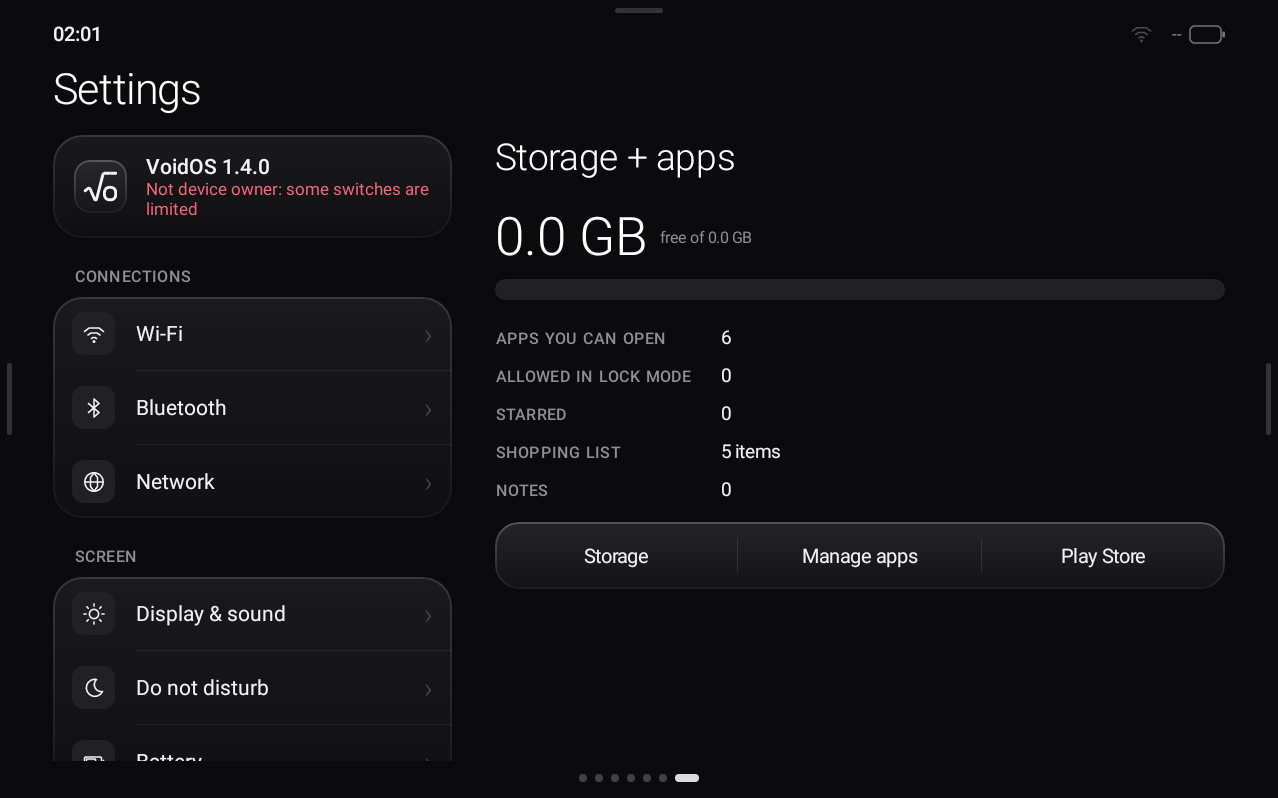 02:01
--
Settings
VoidOS 1.4.0
Not device owner: some switches are
limited
CONNECTIONS
Wi-Fi
Bluetooth
Network
SCREEN
Display & sound
Do not disturb
Battery
Storage + apps
0.0 GB free of 0.0 GB
APPS YOU CAN OPEN 6
ALLOWED IN LOCK MODE 0
STARRED 0
SHOPPING LIST 5 items
NOTES 0
Storage Manage apps Play Store